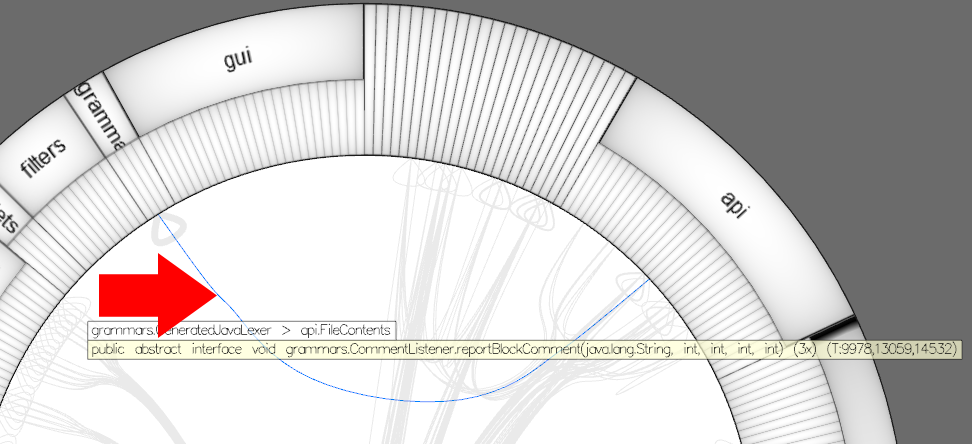 gui
gramma
filters
ets
api
grammars.GeneratedJavaLexer > api.FileContents
public abstract interface void grammars.CommentListener.reportBlockComment(java.lang.String, int, int, int, int) (3x) (T:9978,13059,14532)